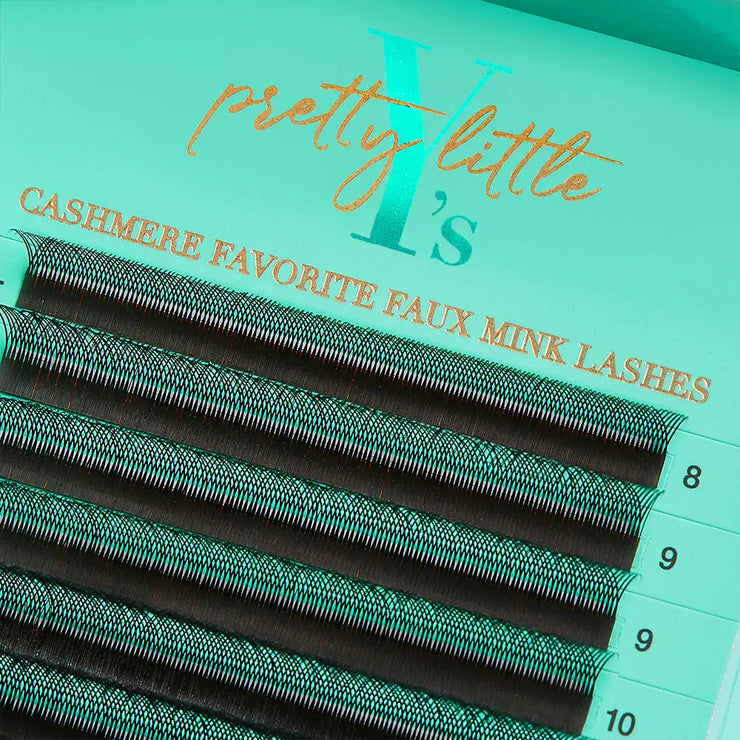 pretty little
Y's
CASHMERE FAVORITE FAUX MINK LASHES
8
9
9
10